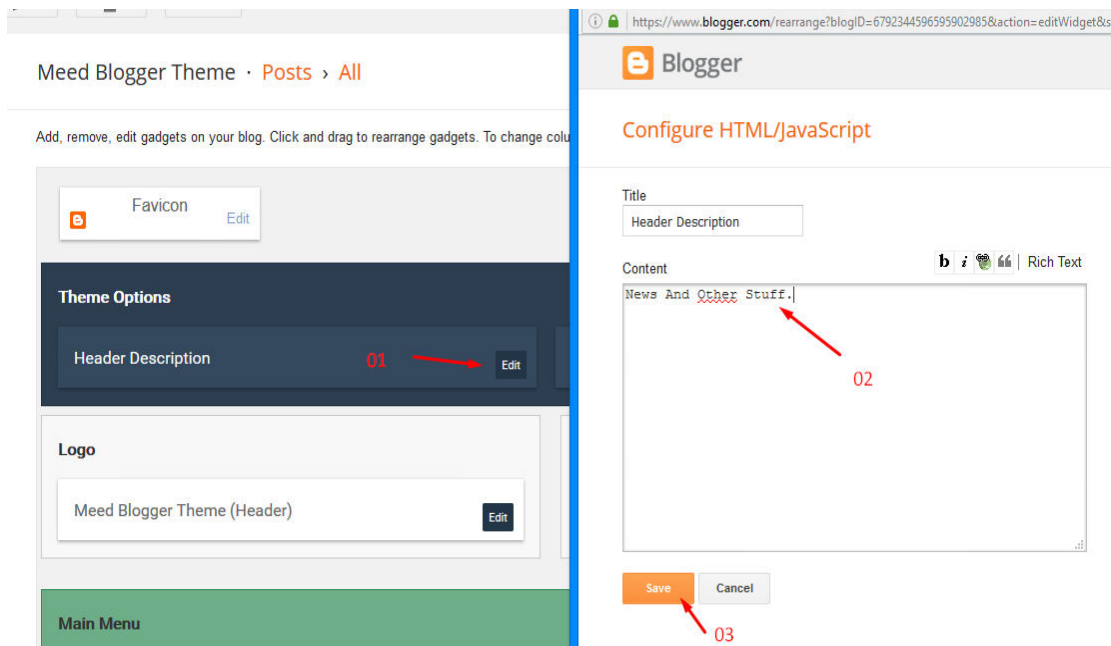 Meed Blogger Theme · Posts › All
Add, remove, edit gadgets on your blog. Click and drag to rearrange gadgets. To change colu
Favicon
Edit
Theme Options
Header Description
01
Edit
Logo
Meed Blogger Theme (Header)
Edit
Main Menu
https://www.blogger.com/rearrange?blogID=6792344596595902985&action=editWidget&s
Blogger
Configure HTML/JavaScript
Title
Header Description
Content
b i Rich Text
News And Other Stuff.
02
Save Cancel
03